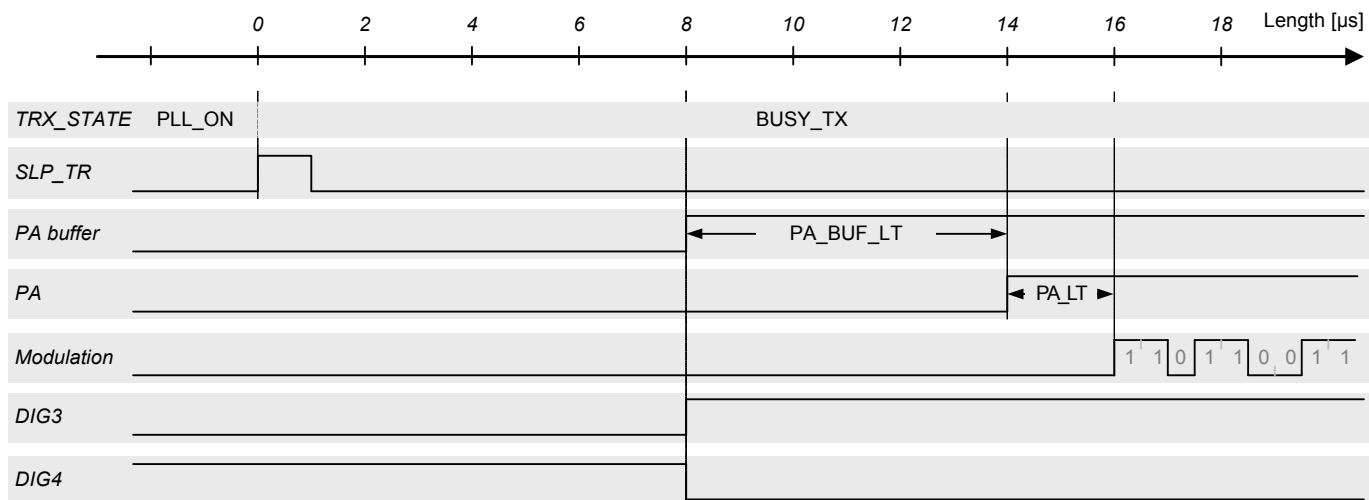 0 2 4 6 8 10 12 14 16 18 Length [µs]
TRX_STATE PLL_ON BUSY_TX
SLP_TR
PA buffer PA_BUF_LT
PA PA_LT
Modulation 1 1 0 1 1 0 0 1 1
DIG3
DIG4